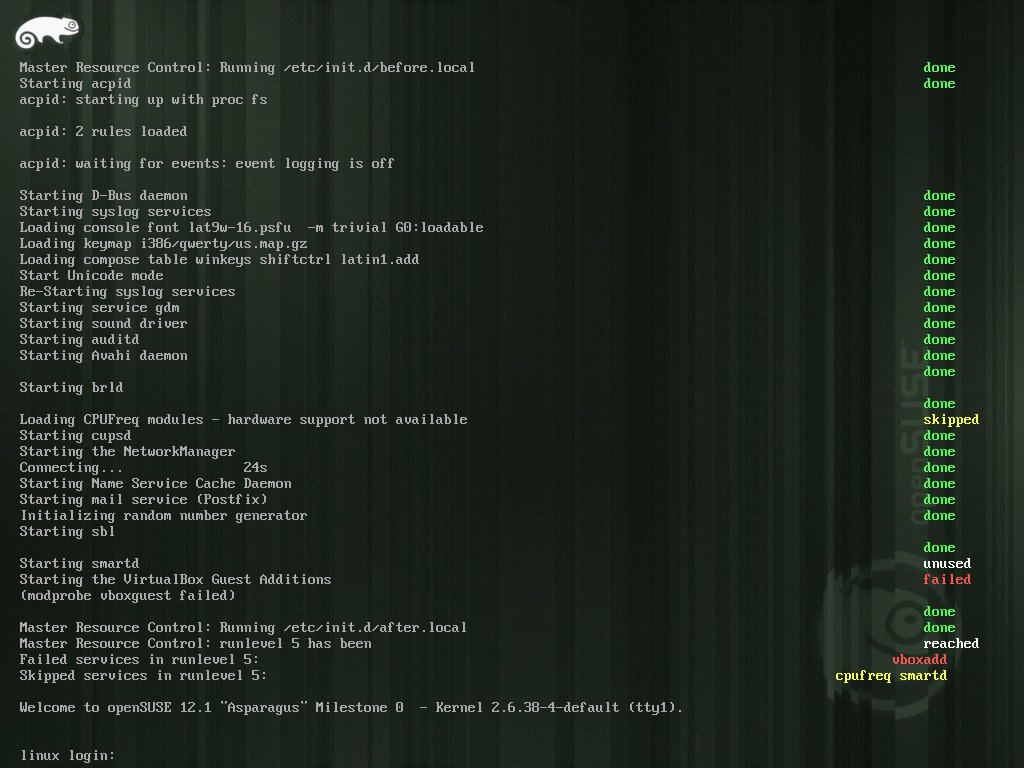 Master Resource Control: Running /etc/init.d/before.local done
Starting acpid done
acpid: starting up with proc fs
acpid: 2 rules loaded
acpid: waiting for events: event logging is off
Starting D-Bus daemon done
Starting syslog services done
Loading console font lat9w-16.psfu  -m trivial G0:loadable done
Loading keymap i386/qwerty/us.map.gz done
Loading compose table winkeys shiftctrl latin1.add done
Start Unicode mode done
Re-Starting syslog services done
Starting service gdm done
Starting sound driver done
Starting auditd done
Starting Avahi daemon done
done
Starting brld
done
Loading CPUFreq modules - hardware support not available skipped
Starting cupsd done
Starting the NetworkManager done
Connecting... 24s done
Starting Name Service Cache Daemon done
Starting mail service (Postfix) done
Initializing random number generator done
Starting sbl
done
Starting smartd unused
Starting the VirtualBox Guest Additions failed
(modprobe vboxguest failed)
done
Master Resource Control: Running /etc/init.d/after.local done
Master Resource Control: runlevel 5 has been reached
Failed services in runlevel 5: vboxadd
Skipped services in runlevel 5: cpufreq smartd
Welcome to openSUSE 12.1 "Asparagus" Milestone 0  - Kernel 2.6.38-4-default (tty1).
linux login:
openSUSE